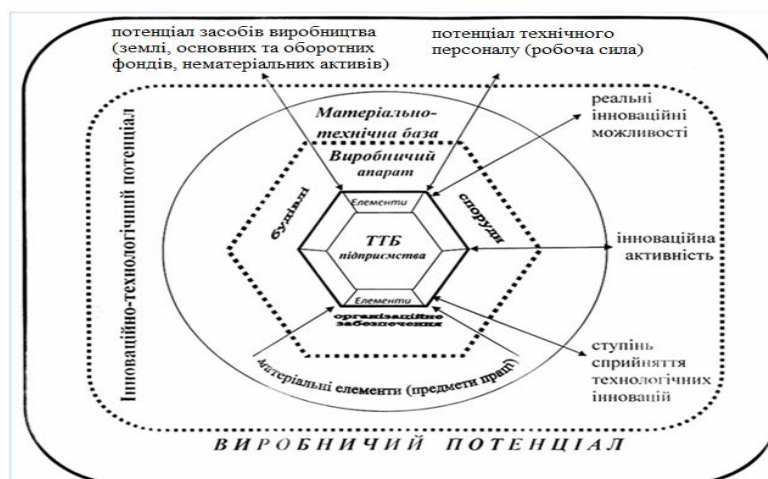 потенціал засобів виробництва
(землі, основних та оборотних
фондів, нематеріальних активів)
потенціал технічного
персоналу (робоча сила)
реальні
інноваційні
можливості
Матеріально-
технічна база
Виробничий
апарат
Інноваційно-технологічний потенціал
будівлі
Елементи
споруди
ТТБ
підприємства
інноваційна
активність
Елементи
організаційне
забезпечення
матеріальні елементи (предмети праці)
ступінь
сприйняття
технологічних
інновацій
ВИРОБНИЧИЙ ПОТЕНЦІАЛ